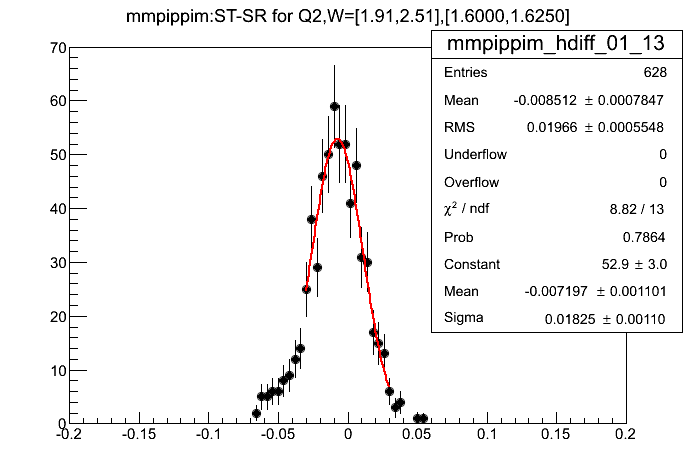 mmpippim:ST-SR for Q2,W=[1.91,2.51],[1.6000,1.6250]
mmpippim_hdiff_01_13
Entries 628
Mean -0.008512 ± 0.0007847
RMS 0.01966 ± 0.0005548
Underflow 0
Overflow 0
χ² / ndf 8.82 / 13
Prob 0.7864
Constant 52.9 ± 3.0
Mean -0.007197 ± 0.001101
Sigma 0.01825 ± 0.00110
70
60
50
40
30
20
10
0
-0.2 -0.15 -0.1 -0.05 0 0.05 0.1 0.15 0.2